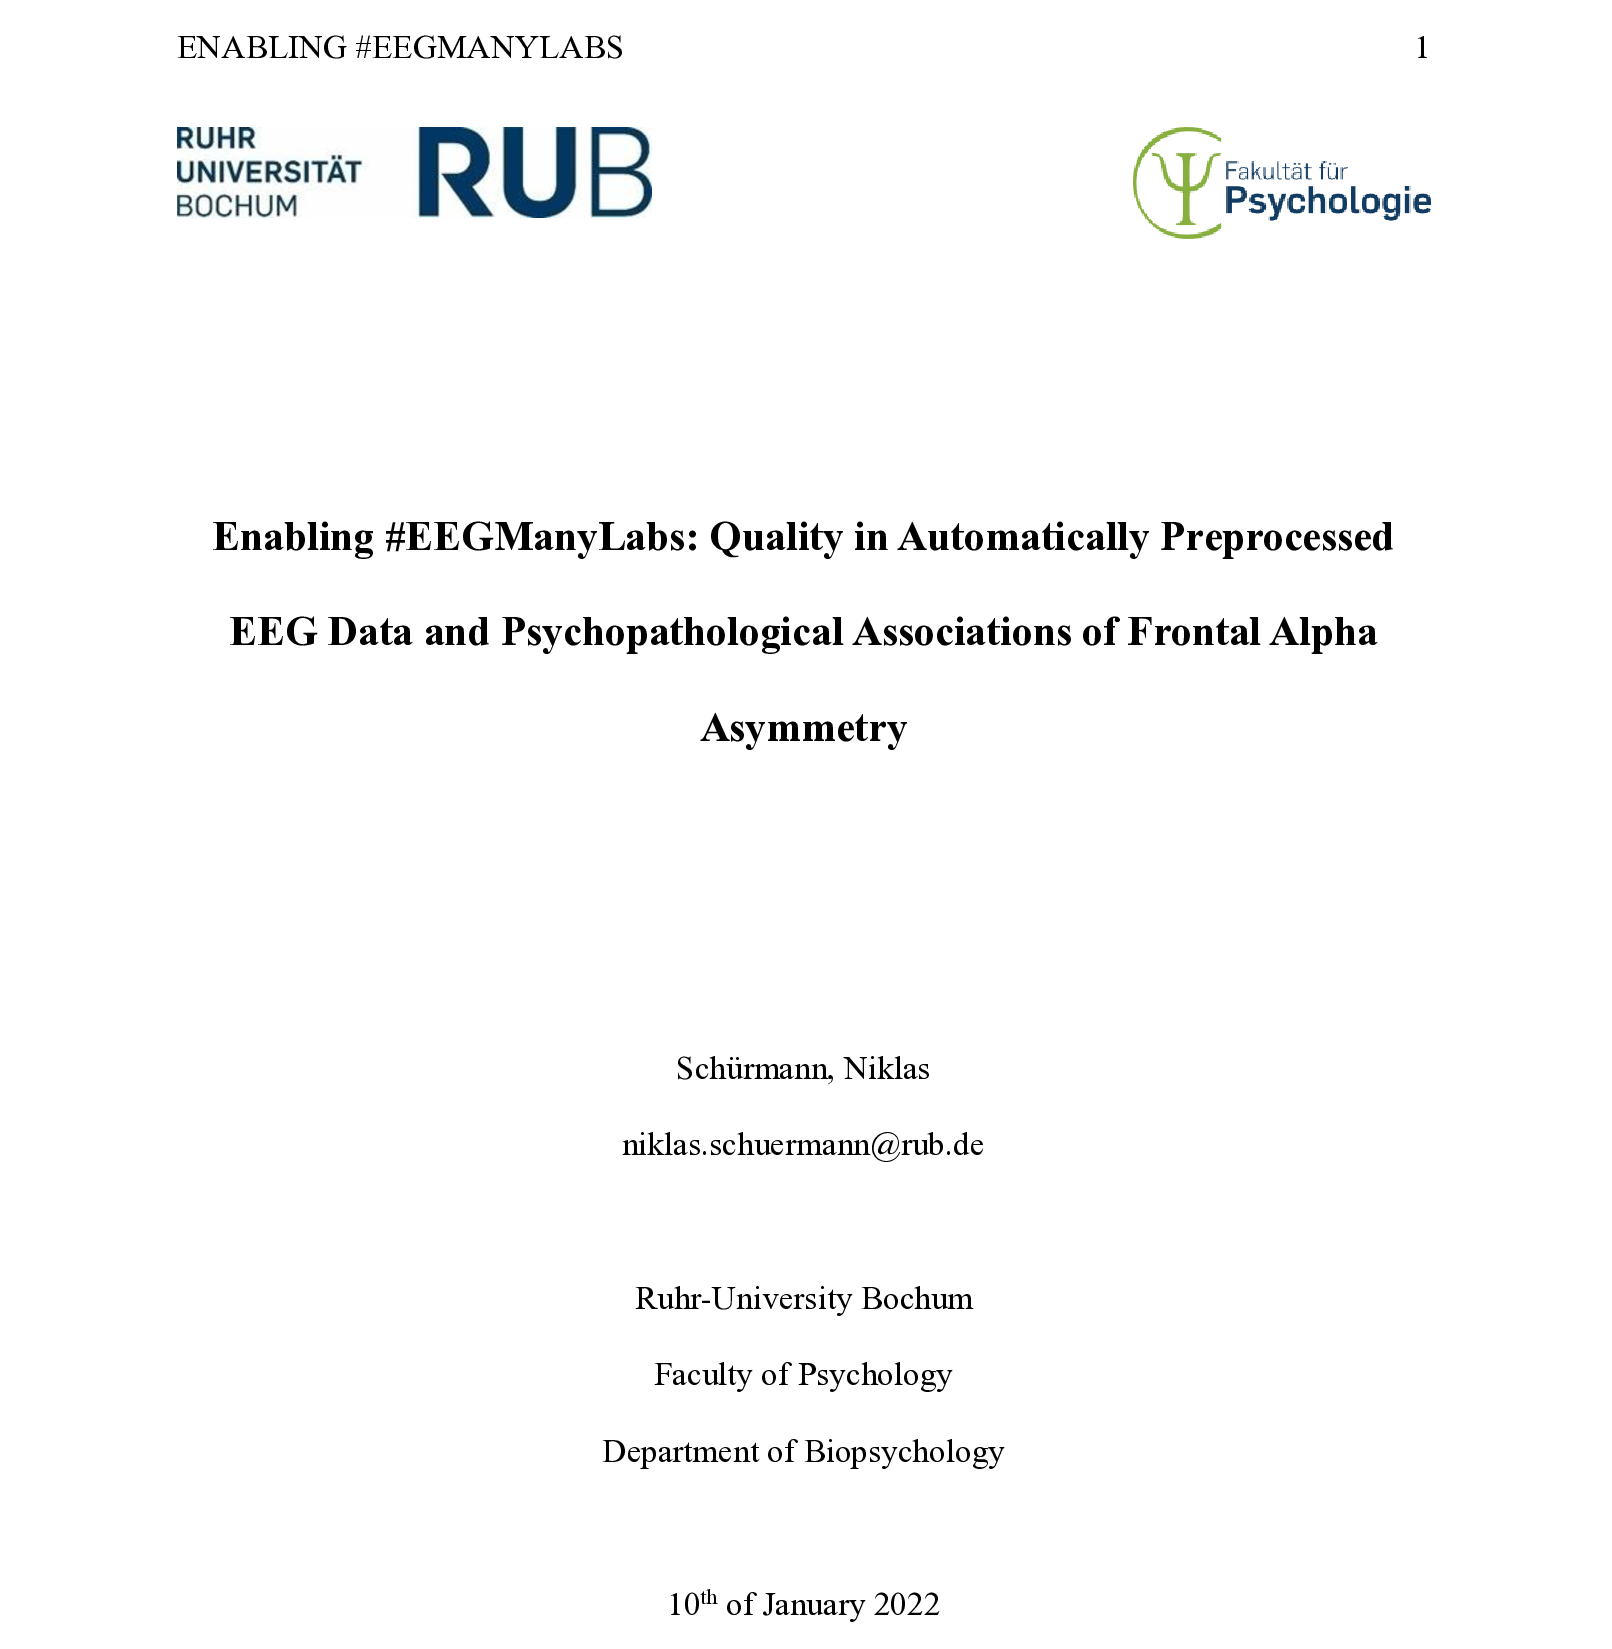 ENABLING #EEGMANYLABS 1
RUHR
UNIVERSITÄT
BOCHUM
RUB
Fakultät für
Psychologie
Enabling #EEGManyLabs: Quality in Automatically Preprocessed
EEG Data and Psychopathological Associations of Frontal Alpha
Asymmetry
Schürmann, Niklas
niklas.schuermann@rub.de
Ruhr-University Bochum
Faculty of Psychology
Department of Biopsychology
10th of January 2022